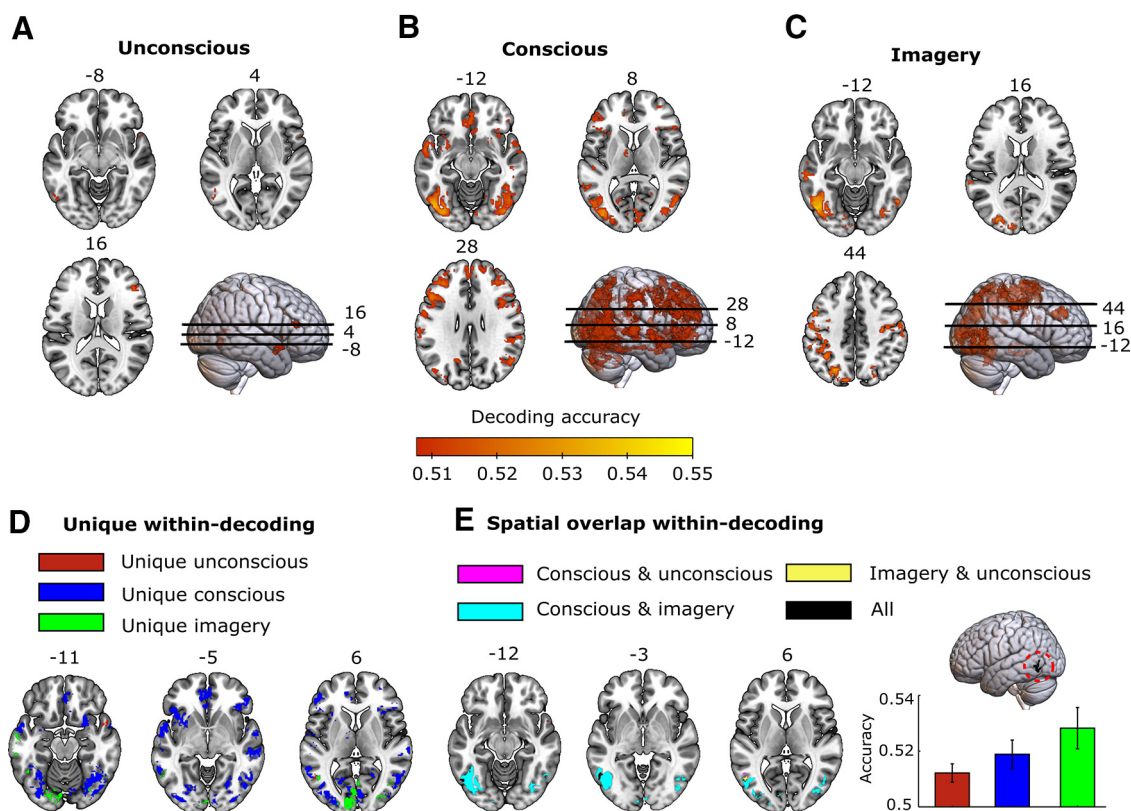 A
Unconscious
-8
4
16
16
4
-8
B
Conscious
-12
8
28
28
8
-12
C
Imagery
-12
16
44
44
16
-12
Decoding accuracy
0.51 0.52 0.53 0.54 0.55
D
Unique within-decoding
Unique unconscious
Unique conscious
Unique imagery
-11
-5
6
E
Spatial overlap within-decoding
Conscious & unconscious
Imagery & unconscious
Conscious & imagery
All
-12
-3
6
Accuracy
0.54
0.52
0.5